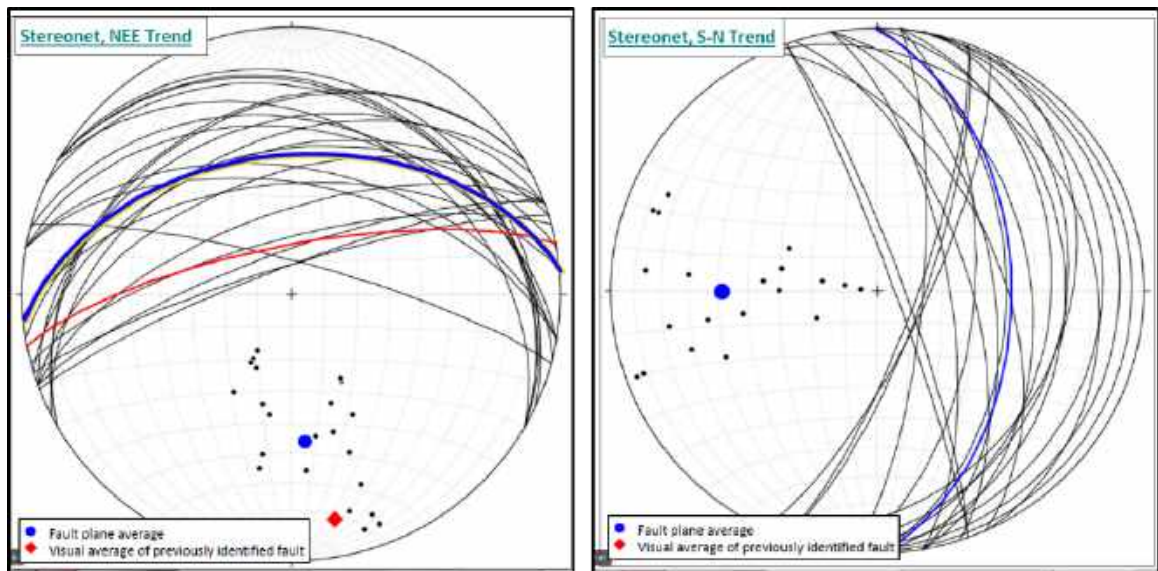 Stereonet, NEE Trend
Fault plane average
Visual average of previously identified fault
Stereonet, S-N Trend
Fault plane average
Visual average of previously identified fault